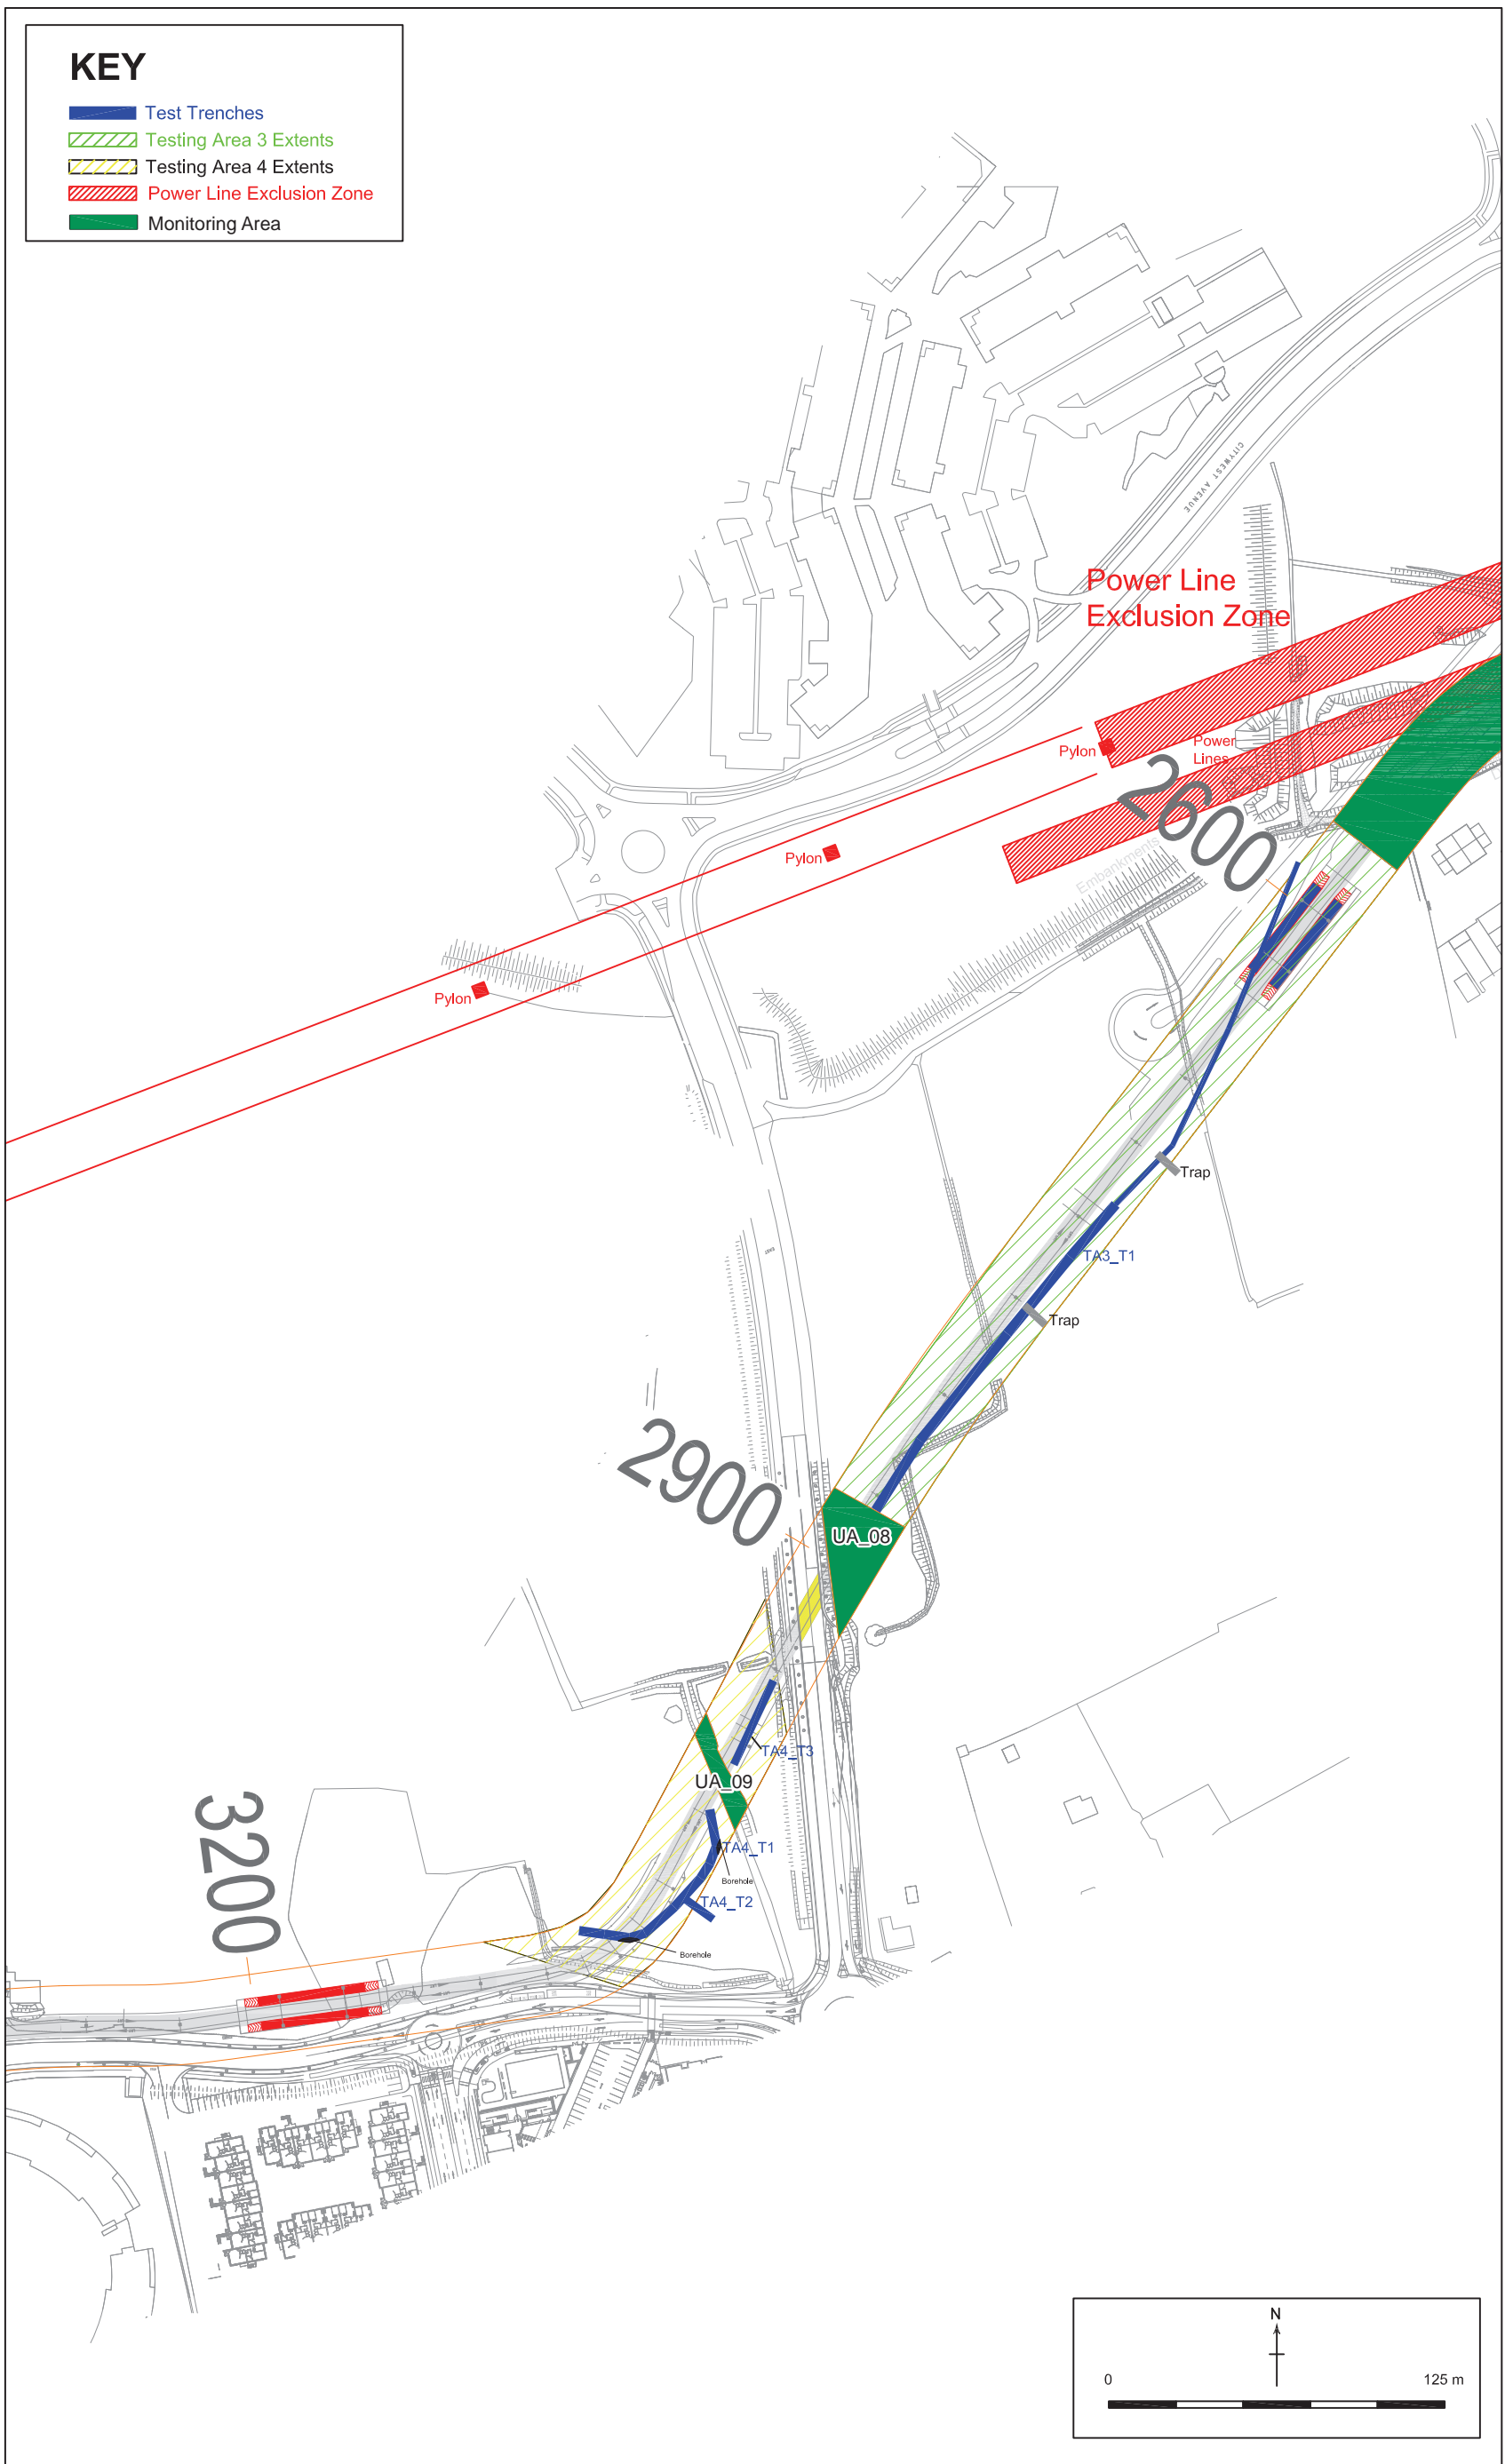 KEY
Test Trenches
Testing Area 3 Extents
Testing Area 4 Extents
Power Line Exclusion Zone
Monitoring Area
CITYWEST AVENUE
Power Line
Exclusion Zone
Pylon
Power
Lines
2600
Pylon
Embankments
Pylon
Trap
TA3_T1
Trap
2900
UA_08
TA4_T3
UA_09
3200
TA4_T1
Borehole
TA4_T2
Borehole
N
0
125 m